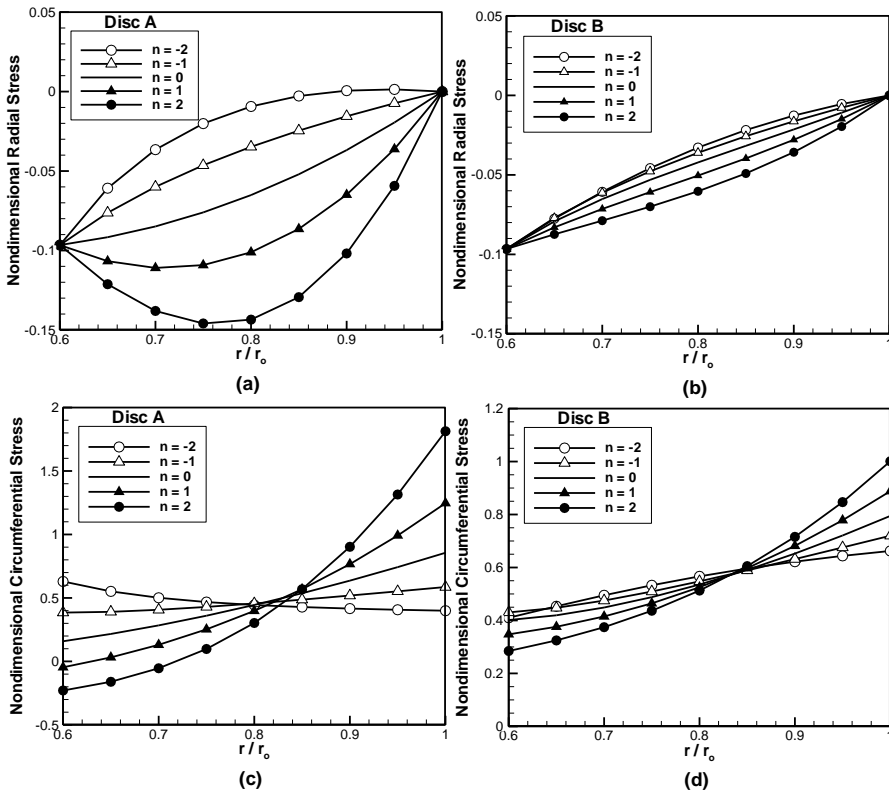 Disc A
n = -2
n = -1
n = 0
n = 1
n = 2
Nondimensional Radial Stress
0.05
0
-0.05
-0.1
-0.15
0.6 0.7 0.8 0.9 1
r / ro
(a)
Disc B
n = -2
n = -1
n = 0
n = 1
n = 2
Nondimensional Radial Stress
0.05
0
-0.05
-0.1
-0.15
0.6 0.7 0.8 0.9 1
r / ro
(b)
Disc A
n = -2
n = -1
n = 0
n = 1
n = 2
Nondimensional Circumferential Stress
2
1.5
1
0.5
0
-0.5
0.6 0.7 0.8 0.9 1
r / ro
(c)
Disc B
n = -2
n = -1
n = 0
n = 1
n = 2
Nondimensional Circumferential Stress
1.2
1
0.8
0.6
0.4
0.2
0
0.6 0.7 0.8 0.9 1
r / ro
(d)